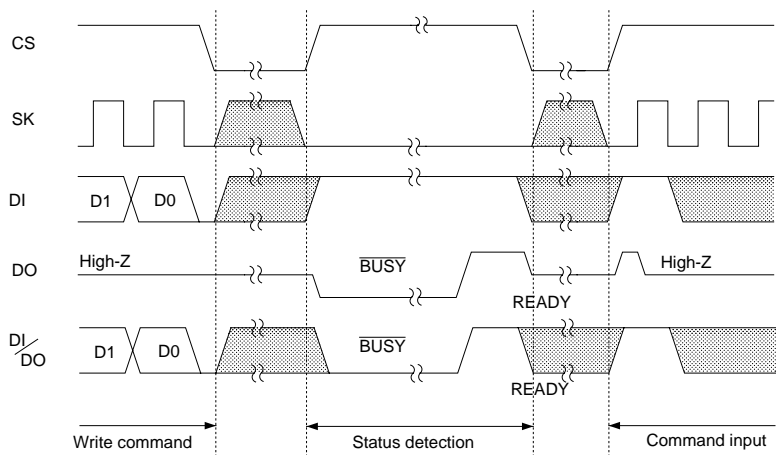 CS
SK
DI
D1 D0
DO
High-Z
BUSY
High-Z
READY
DI/DO
D1 D0
BUSY
READY
Write command
Status detection
Command input